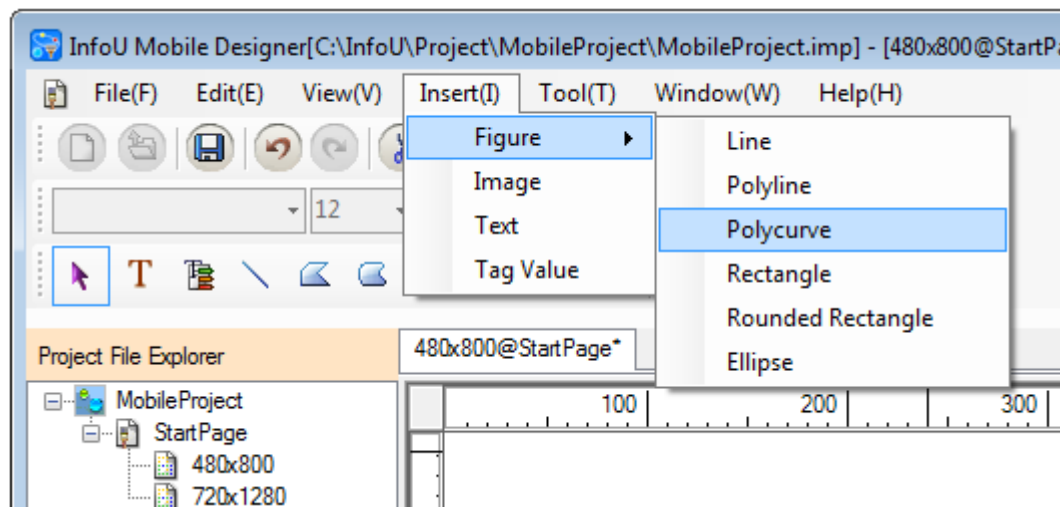 InfoU Mobile Designer[C:\InfoU\Project\MobileProject\MobileProject.imp] - [480x800@StartPa
File(F) Edit(E) View(V) Insert(I) Tool(T) Window(W) Help(H)
Figure
Image
Text
Tag Value
Line
Polyline
Polycurve
Rectangle
Rounded Rectangle
Ellipse
12
T
Project File Explorer
480x800@StartPage*
MobileProject
StartPage
480x800
720x1280
100 200 300